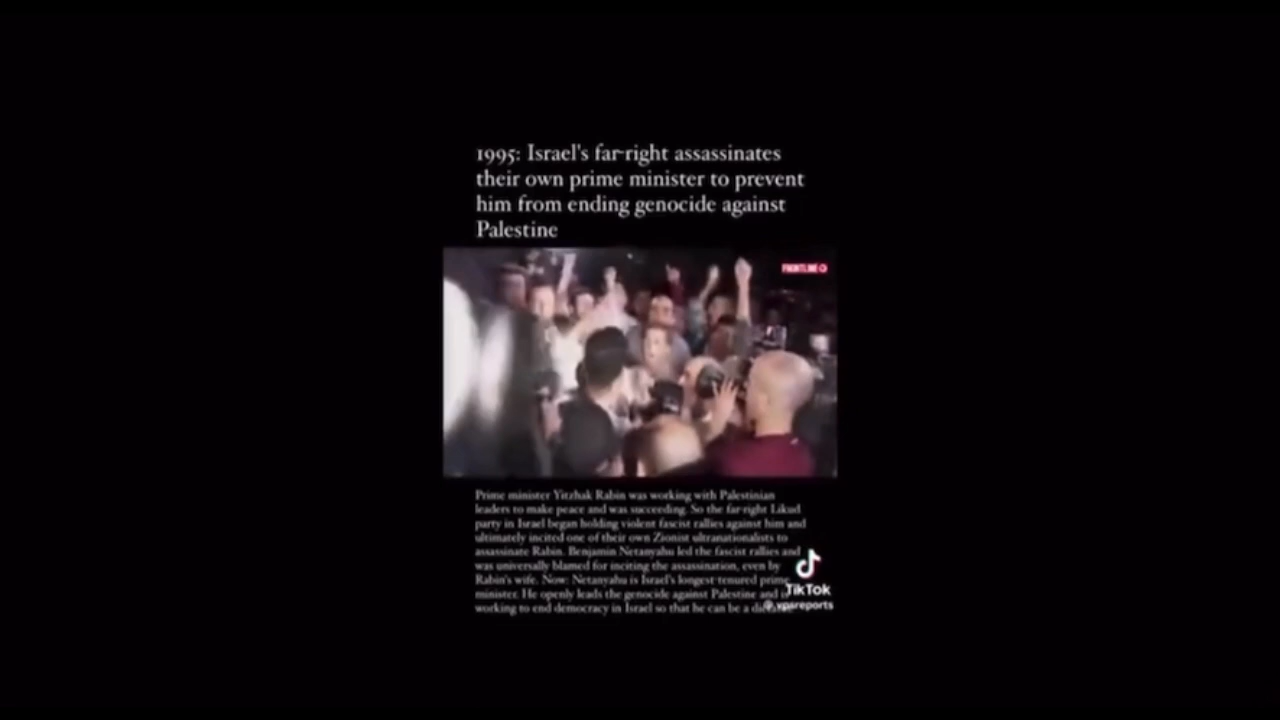 1995: Israel's far-right assassinates
their own prime minister to prevent
him from ending genocide against
Palestine
FRONTLINE
Prime minister Yitzhak Rabin was working with Palestinian
leaders to make peace and was succeeding. So the far-right Likud
party in Israel began holding violent fascist rallies against him and
ultimately incited one of their own Zionist ultranationalists to
assassinate Rabin. Benjamin Netanyahu led the fascist rallies and
was universally blamed for inciting the assassination, even by
Rabin's wife. Now: Netanyahu is Israel's longest-tenured prime
minister. He openly leads the genocide against Palestine and
working to end democracy in Israel so that he can be a
TikTok
@ vpsreports